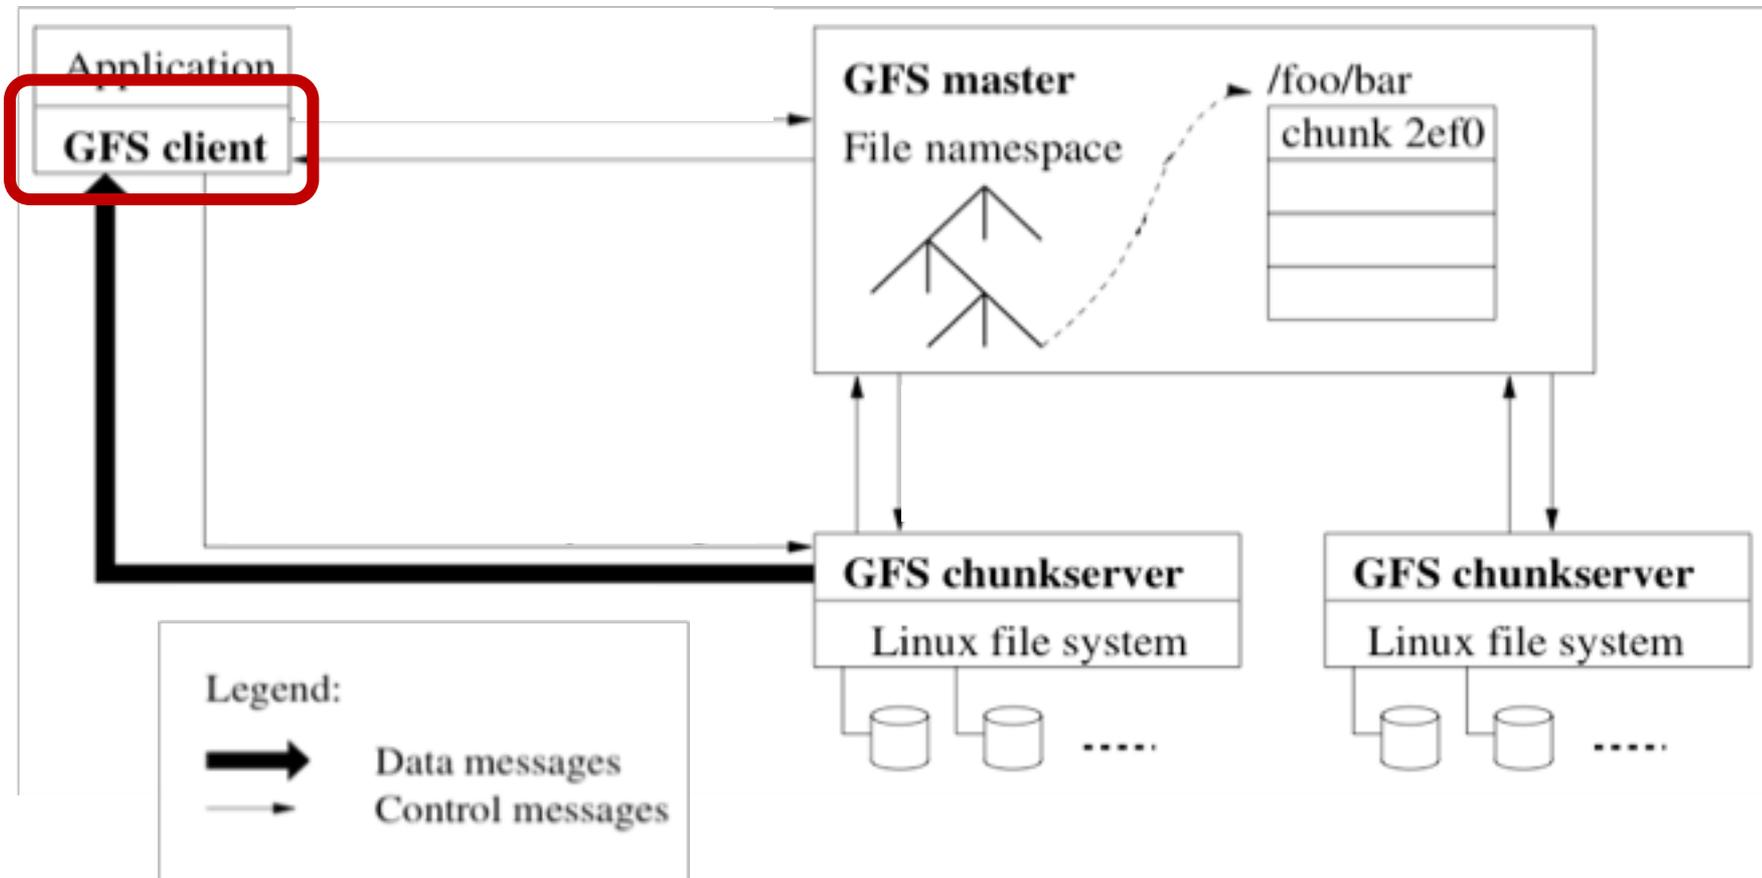 Application
GFS client
GFS master
File namespace
/foo/bar
chunk 2ef0
GFS chunkserver
Linux file system
GFS chunkserver
Linux file system
Legend:
Data messages
Control messages